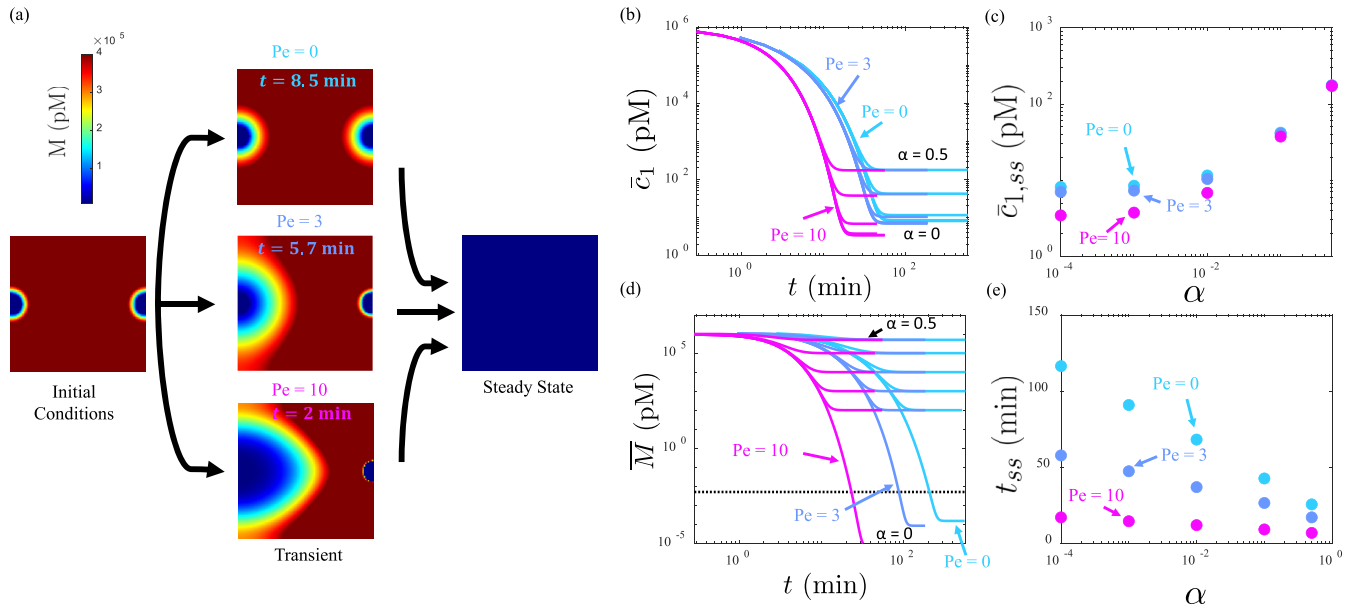 (a)
×10 5
4
3
2
1
M (pM)
Pe = 0
t = 8.5 min
Pe = 3
t = 5.7 min
Pe = 10
t = 2 min
Initial
Conditions
Transient
Steady State
(b)
10 6
10 4
10 2
10 0
c̄1 (pM)
Pe = 3
Pe = 0
α = 0.5
α = 0
Pe = 10
10 0
10 2
t (min)
(c)
10 3
10 2
10 1
10 0
c̄1,ss (pM)
Pe = 0
Pe = 3
Pe= 10
10 -4
10 -2
10 0
α
(d)
10 5
10 0
10 -5
M̄ (pM)
α = 0.5
Pe = 10
Pe = 3
α = 0
Pe = 0
10 0
10 2
t (min)
(e)
150
100
50
0
tss (min)
Pe = 0
Pe = 3
Pe = 10
10 -4
10 -2
10 0
α